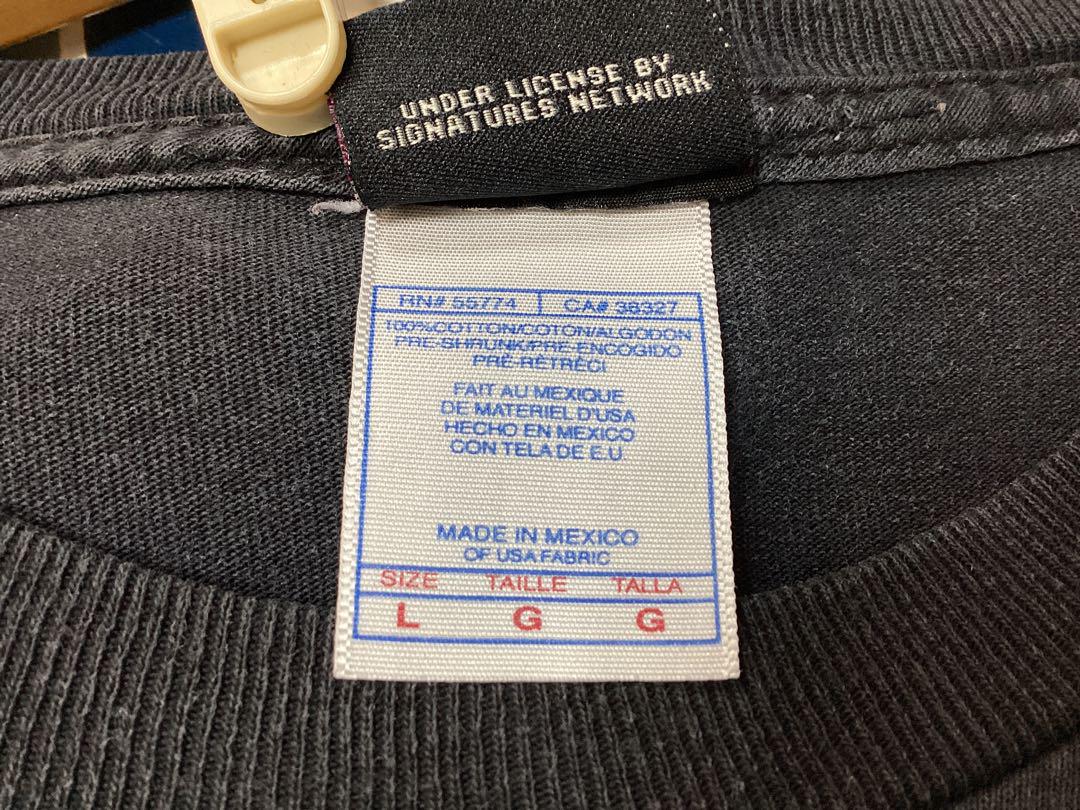 UNDER LICENSE BY
SIGNATURES NETWORK
RN# 55774 CA# 38327
100%COTTON/COTON/ALGODON
PRE-SHRUNK/PRE-ENCOGIDO
PRÉ-RÉTRÉCI
FAIT AU MEXIQUE
DE MATERIEL D'USA
HECHO EN MEXICO
CON TELA DE E.U.
MADE IN MEXICO
OF USA FABRIC
SIZE TAILLE TALLA
L G G